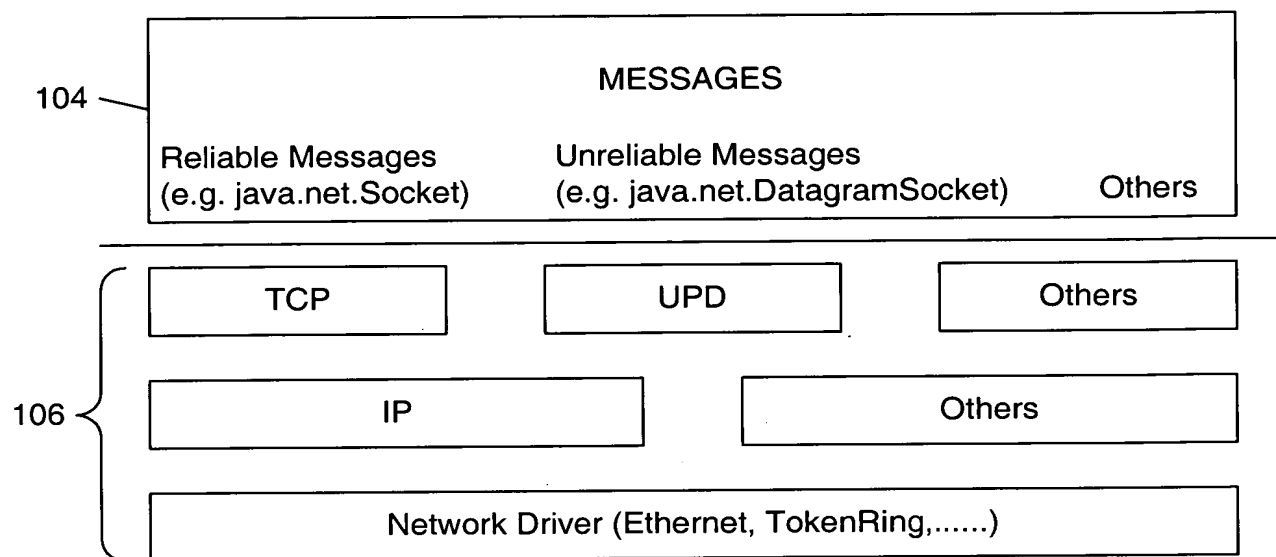 MESSAGES
104
Reliable Messages
(e.g. java.net.Socket)
Unreliable Messages
(e.g. java.net.DatagramSocket)
Others
TCP
UPD
Others
106
IP
Others
Network Driver (Ethernet, TokenRing,......)